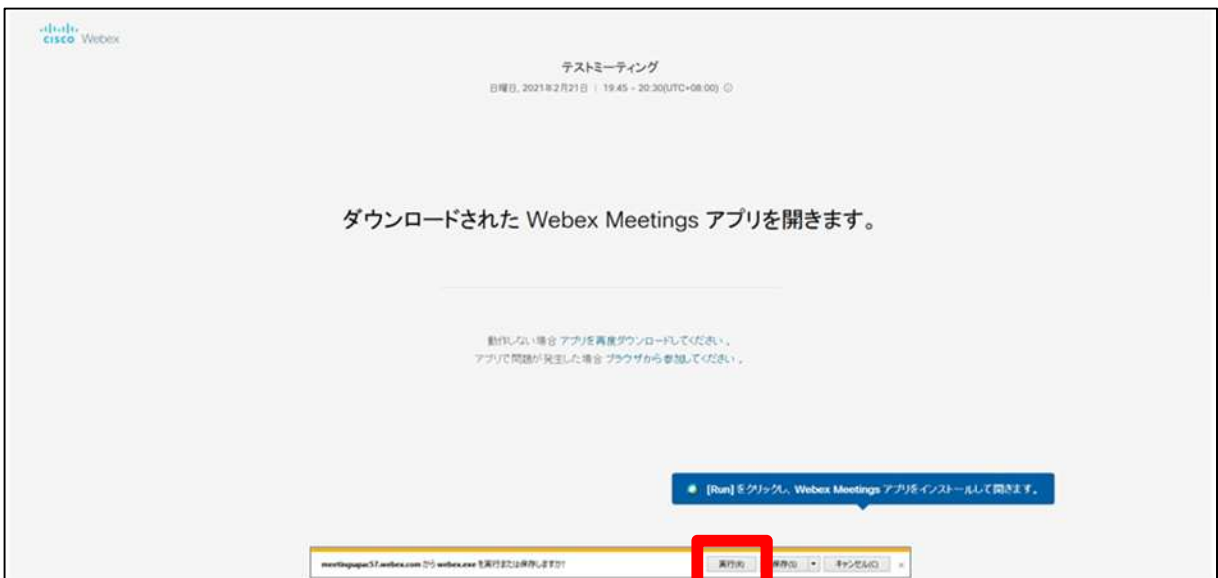 cisco Webex
テストミーティング
日曜日, 2021年2月21日 | 19:45 - 20:30(UTC+08:00)
ダウンロードされた Webex Meetings アプリを開きます。
動作しない場合 アプリを再度ダウンロードしてください 。
アプリで問題が発生した場合 ブラウザから参加してください 。
[Run] をクリックし、Webex Meetings アプリをインストールして開きます。
meetingsapac57.webex.com から webex.exe を実行または保存しますか?
実行(R) 保存(S) キャンセル(C) ×